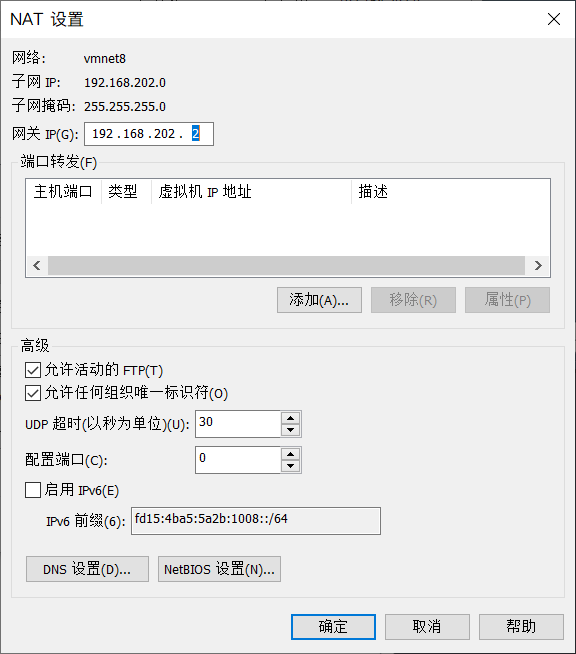 NAT 设置
网络: vmnet8
子网 IP: 192.168.202.0
子网掩码: 255.255.255.0
网关 IP(G): 192 . 168 . 202 . 2
端口转发(F)
主机端口 类型 虚拟机 IP 地址 描述
添加(A)... 移除(R) 属性(P)
高级
允许活动的 FTP(T)
允许任何组织唯一标识符(O)
UDP 超时(以秒为单位)(U): 30
配置端口(C): 0
启用 IPv6(E)
IPv6 前缀(6): fd15:4ba5:5a2b:1008::/64
DNS 设置(D)... NetBIOS 设置(N)...
确定 取消 帮助